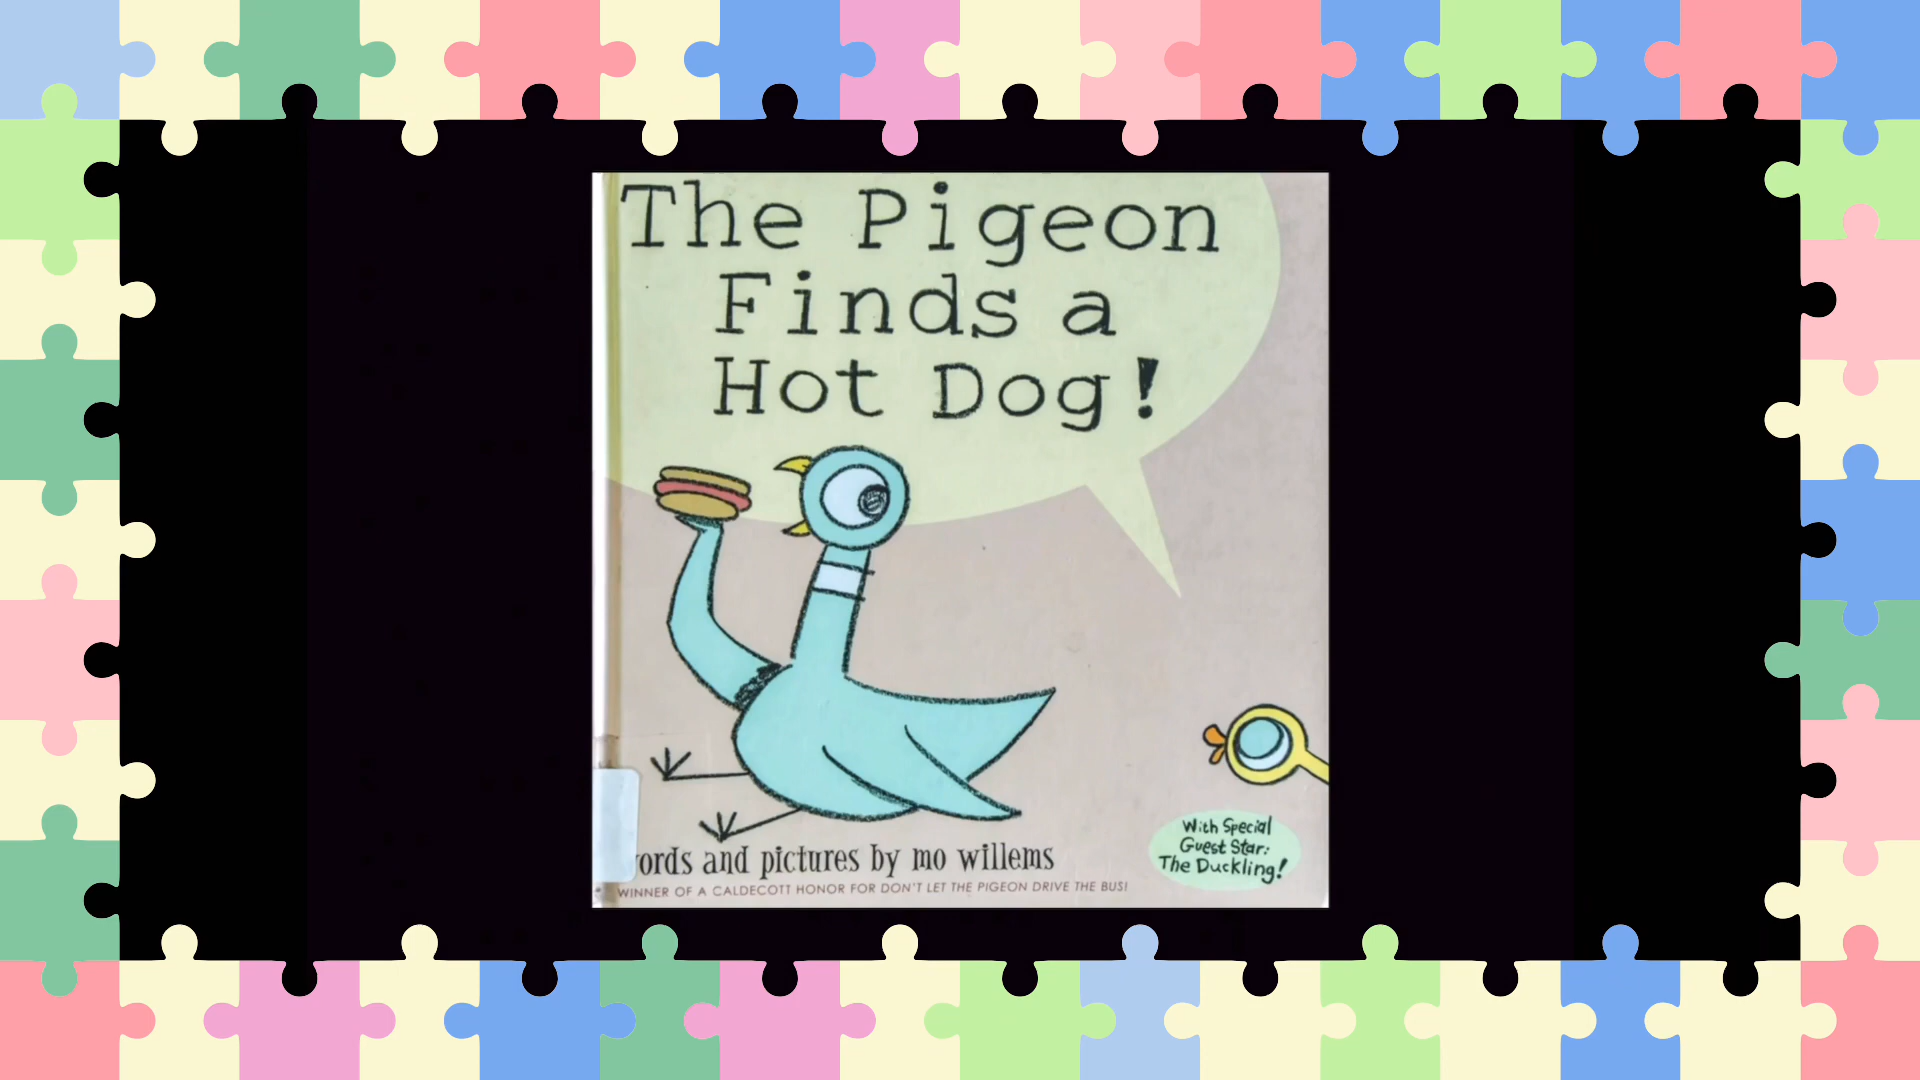 The Pigeon
Finds a
Hot Dog!
ords and pictures by mo willems
WINNER OF A CALDECOTT HONOR FOR DON'T LET THE PIGEON DRIVE THE BUS!
With Special
Guest Star:
The Duckling!